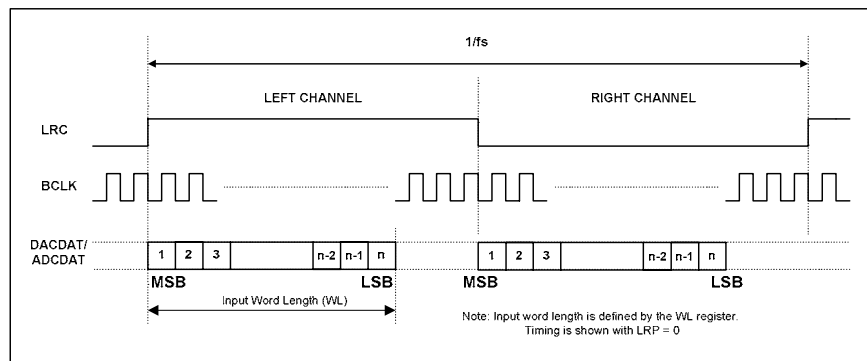 1/fs
LEFT CHANNEL
RIGHT CHANNEL
LRC
BCLK
DACDAT/
ADCDAT
1 2 3 n-2 n-1 n
1 2 3 n-2 n-1 n
MSB
LSB
MSB
LSB
Input Word Length (WL)
Note: Input word length is defined by the WL register.
Timing is shown with LRP = 0